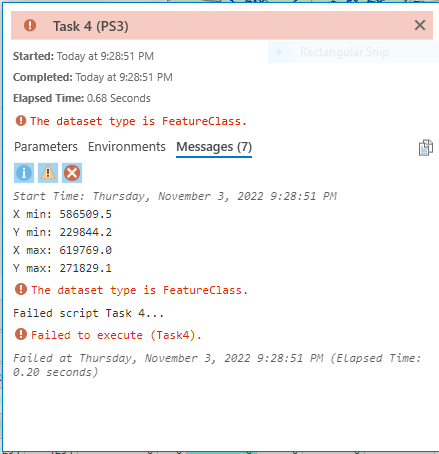 Task 4 (PS3)
Started: Today at 9:28:51 PM
Rectangular Snip
Completed: Today at 9:28:51 PM
Elapsed Time: 0.68 Seconds
The dataset type is FeatureClass.
Parameters Environments Messages (7)
Start Time: Thursday, November 3, 2022 9:28:51 PM
X min: 586509.5
Y min: 229844.2
X max: 619769.0
Y max: 271829.1
The dataset type is FeatureClass.
Failed script Task 4...
Failed to execute (Task4).
Failed at Thursday, November 3, 2022 9:28:51 PM (Elapsed Time:
0.20 seconds)